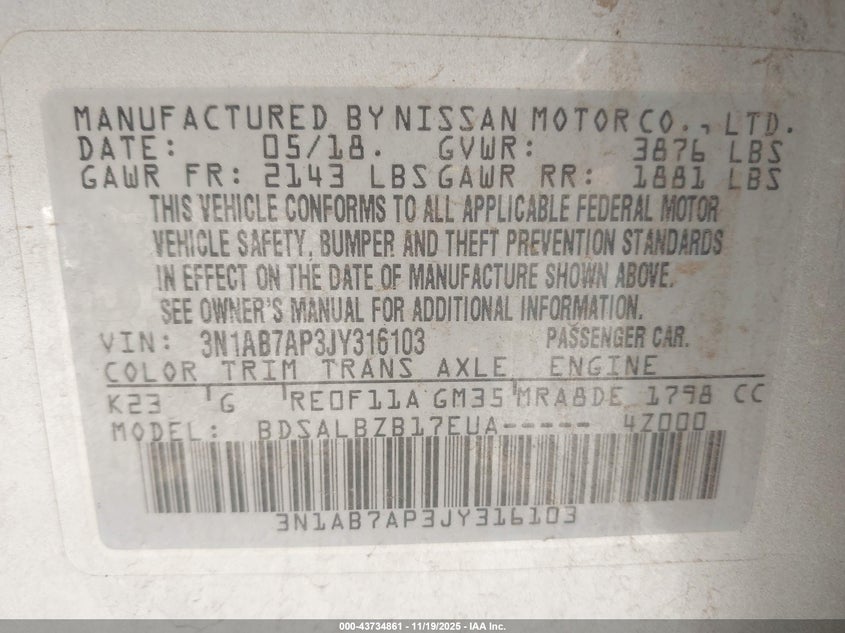 MANUFACTURED BY NISSAN MOTOR CO., LTD.
DATE: 05/18. GVWR: 3876 LBS
GAWR FR: 2143 LBS GAWR RR: 1881 LBS
THIS VEHICLE CONFORMS TO ALL APPLICABLE FEDERAL MOTOR
VEHICLE SAFETY, BUMPER AND THEFT PREVENTION STANDARDS
IN EFFECT ON THE DATE OF MANUFACTURE SHOWN ABOVE.
SEE OWNER'S MANUAL FOR ADDITIONAL INFORMATION.
VIN: 3N1AB7AP3JY316103 PASSENGER CAR.
COLOR TRIM TRANS AXLE ENGINE
K23 G RE0F11A GM35 MRA8DE 1798 CC
MODEL: BDSALBZB17EUA----- 4Z000
3N1AB7AP3JY316103
000-43734861 - 11/19/2025 - IAA Inc.